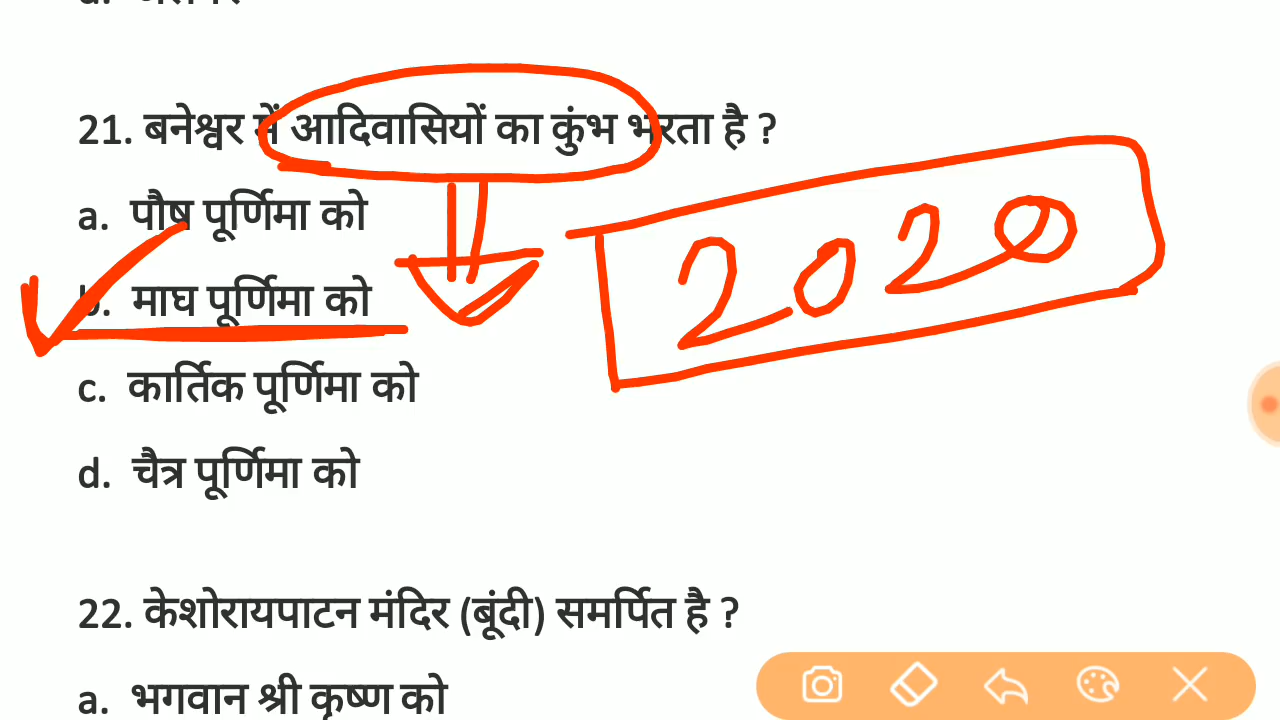 21. बनेश्वर में आदिवासियों का कुंभ भरता है ?
a. पौष पूर्णिमा को
2020
b. माघ पूर्णिमा को
c. कार्तिक पूर्णिमा को
d. चैत्र पूर्णिमा को
22. केशोरायपाटन मंदिर (बूंदी) समर्पित है ?
a. भगवान श्री कृष्ण को